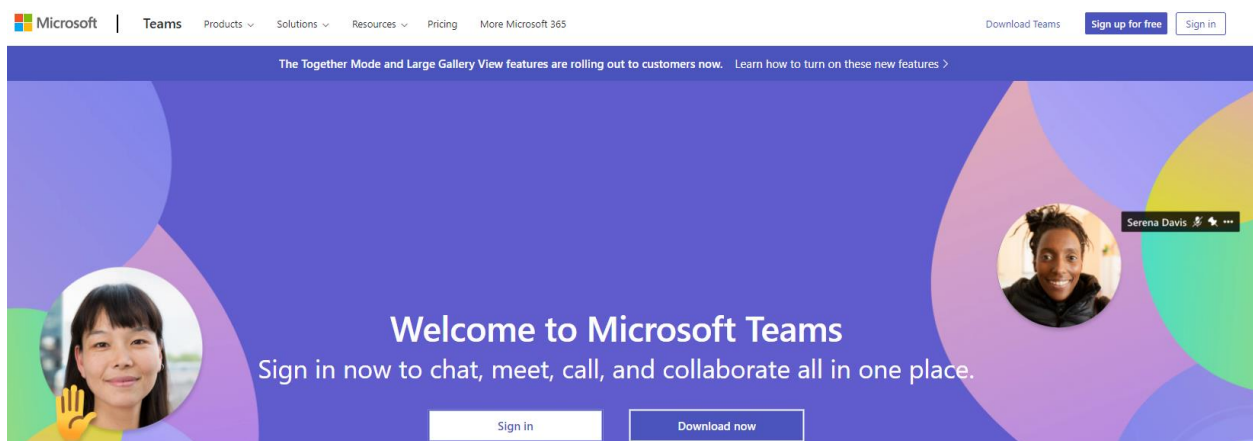 Microsoft | Teams Products Solutions Resources Pricing More Microsoft 365 Download Teams Sign up for free Sign in
The Together Mode and Large Gallery View features are rolling out to customers now. Learn how to turn on these new features >
Serena Davis
Welcome to Microsoft Teams
Sign in now to chat, meet, call, and collaborate all in one place.
Sign in Download now